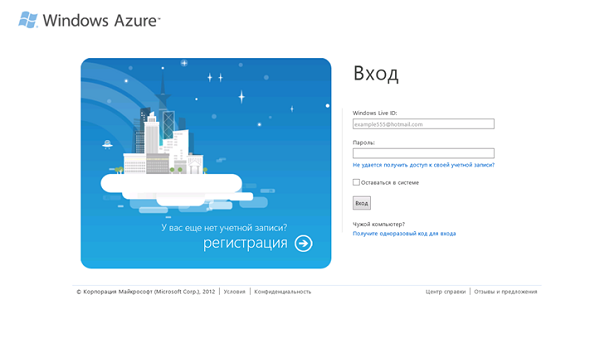 Windows Azure™
Вход
Windows Live ID:
example555@hotmail.com
Пароль:
Не удается получить доступ к своей учетной записи?
Оставаться в системе
Вход
У вас еще нет учетной записи?
регистрация
Чужой компьютер?
Получите одноразовый код для входа
© Корпорация Майкрософт (Microsoft Corp.), 2012 | Условия | Конфиденциальность Центр справки | Отзывы и предложения